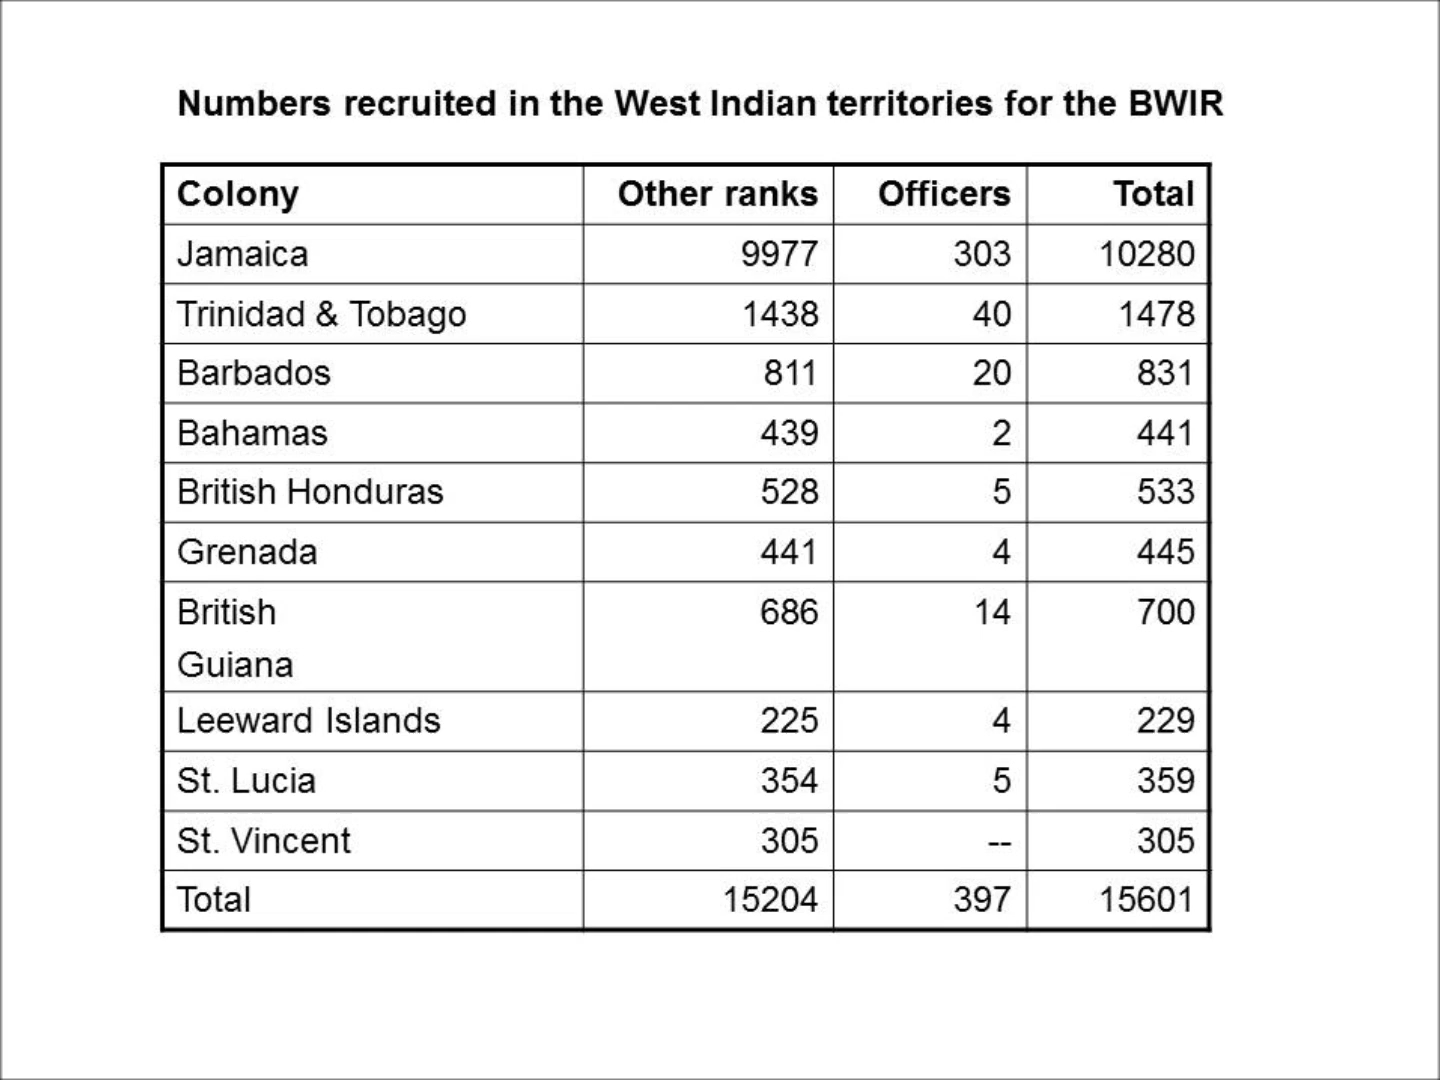 Numbers recruited in the West Indian territories for the BWIR
Colony Other ranks Officers Total
Jamaica 9977 303 10280
Trinidad & Tobago 1438 40 1478
Barbados 811 20 831
Bahamas 439 2 441
British Honduras 528 5 533
Grenada 441 4 445
British 686 14 700
Guiana
Leeward Islands 225 4 229
St. Lucia 354 5 359
St. Vincent 305 -- 305
Total 15204 397 15601